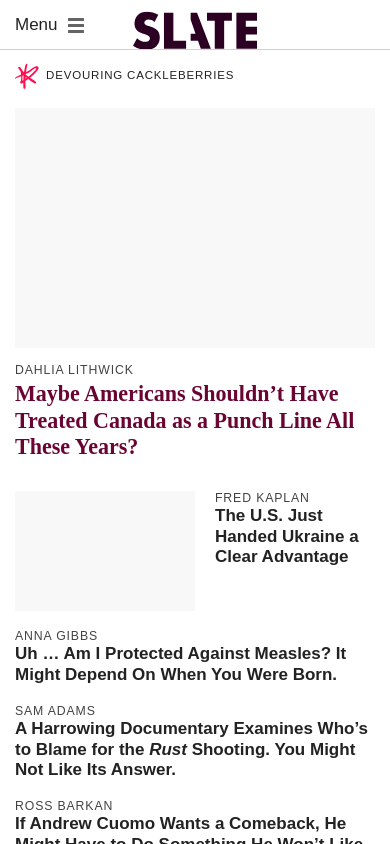 Menu
SLATE
DEVOURING CACKLEBERRIES
DAHLIA LITHWICK
Maybe Americans Shouldn’t Have
Treated Canada as a Punch Line All
These Years?
FRED KAPLAN
The U.S. Just
Handed Ukraine a
Clear Advantage
ANNA GIBBS
Uh … Am I Protected Against Measles? It
Might Depend On When You Were Born.
SAM ADAMS
A Harrowing Documentary Examines Who’s
to Blame for the Rust Shooting. You Might
Not Like Its Answer.
ROSS BARKAN
If Andrew Cuomo Wants a Comeback, He
Might Have to Do Something He Won’t Like